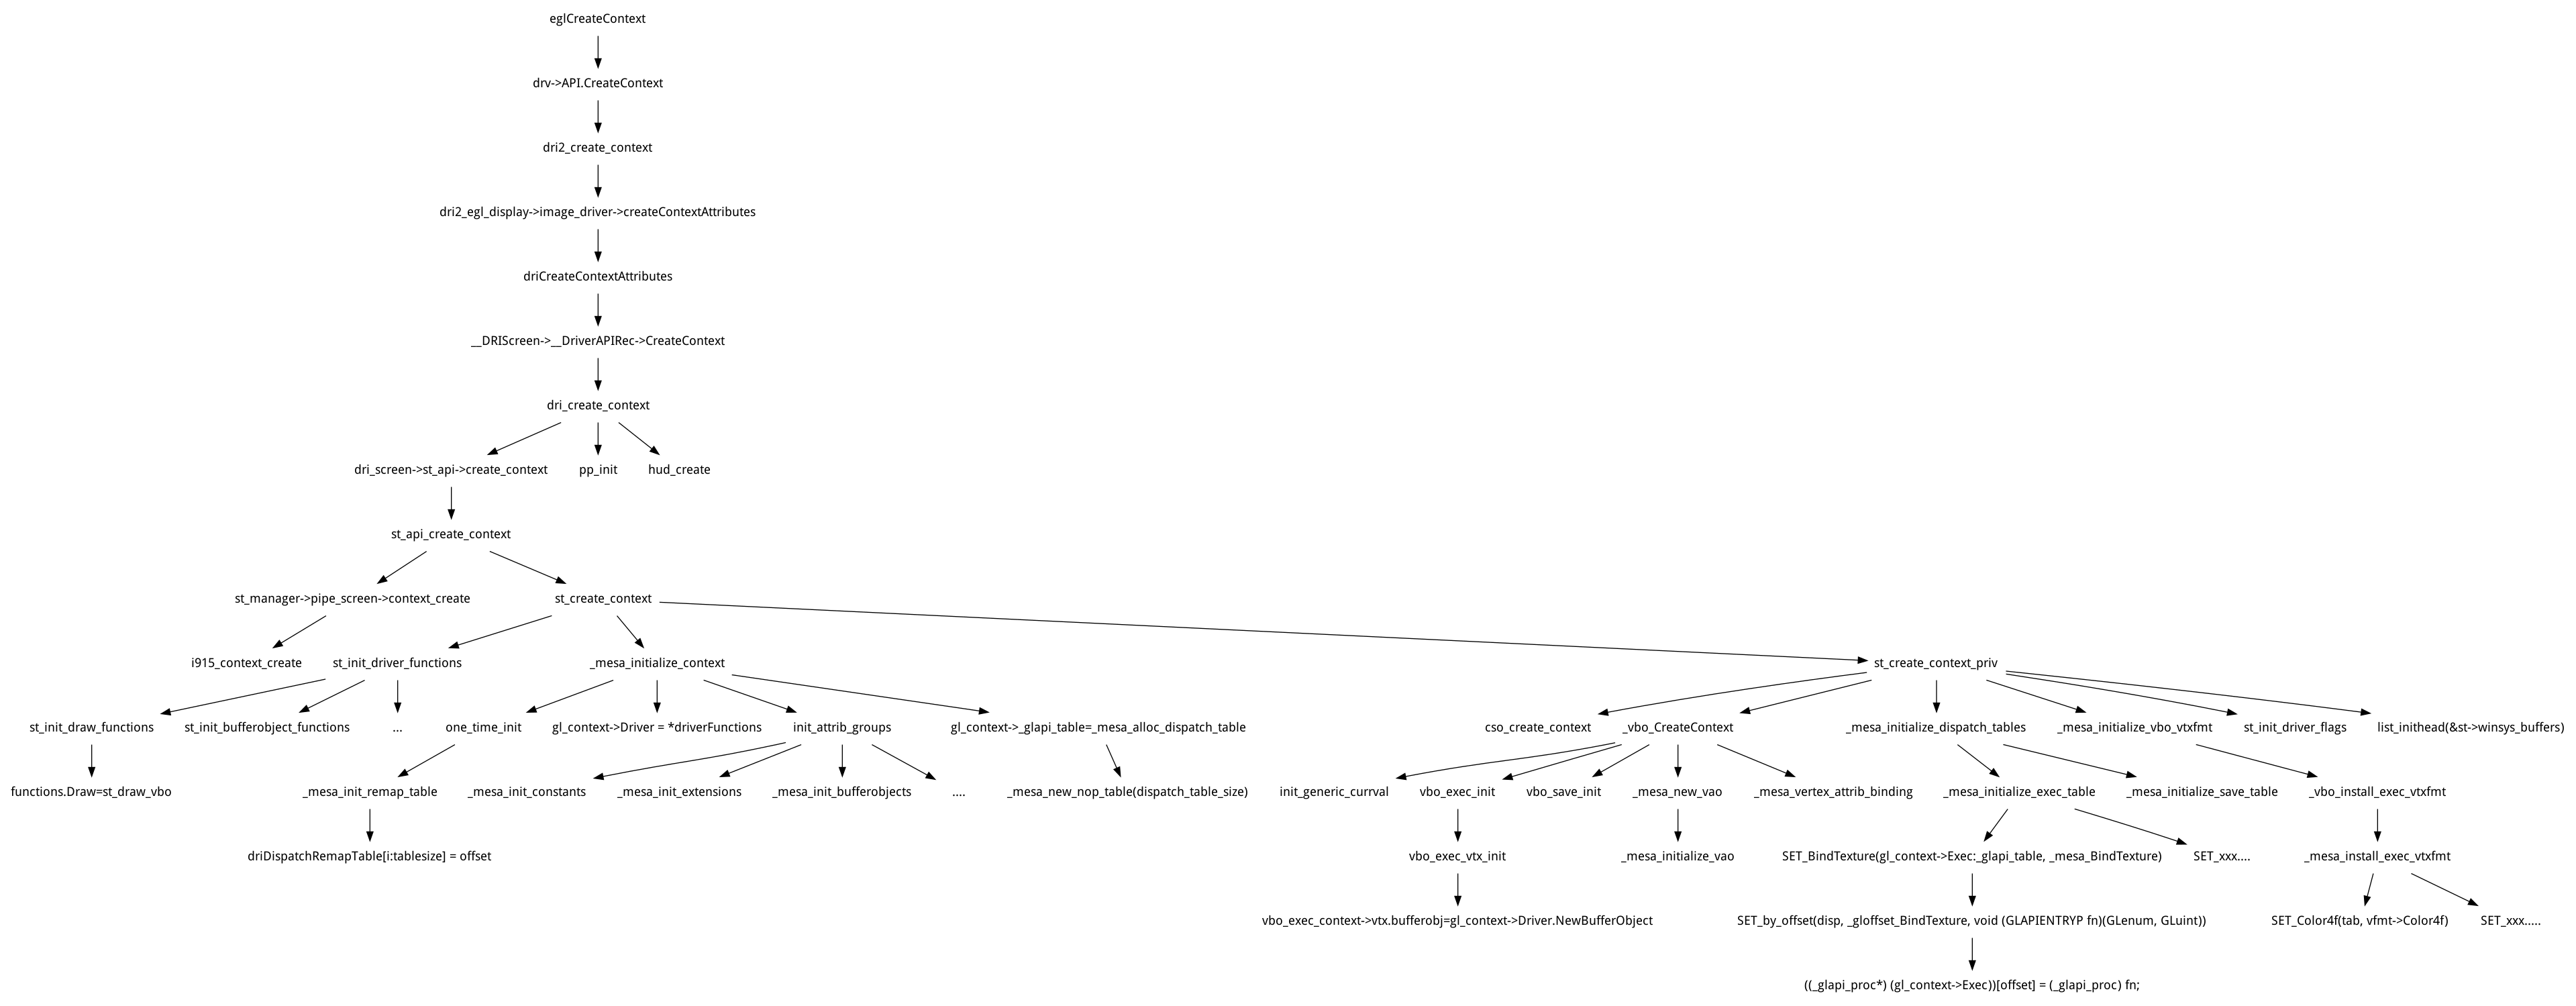 eglCreateContext
drv->API.CreateContext
dri2_create_context
dri2_egl_display->image_driver->createContextAttributes
driCreateContextAttributes
__DRIScreen->__DriverAPIRec->CreateContext
dri_create_context
dri_screen->st_api->create_context pp_init hud_create
st_api_create_context
st_manager->pipe_screen->context_create st_create_context
i915_context_create st_init_driver_functions _mesa_initialize_context st_create_context_priv
st_init_draw_functions st_init_bufferobject_functions ... one_time_init gl_context->Driver = *driverFunctions init_attrib_groups gl_context->_glapi_table=_mesa_alloc_dispatch_table cso_create_context _vbo_CreateContext _mesa_initialize_dispatch_tables _mesa_initialize_vbo_vtxfmt st_init_driver_flags list_inithead(&st->winsys_buffers)
functions.Draw=st_draw_vbo _mesa_init_remap_table _mesa_init_constants _mesa_init_extensions _mesa_init_bufferobjects .... _mesa_new_nop_table(dispatch_table_size) init_generic_currval vbo_exec_init vbo_save_init _mesa_new_vao _mesa_vertex_attrib_binding _mesa_initialize_exec_table _mesa_initialize_save_table _vbo_install_exec_vtxfmt
driDispatchRemapTable[i:tablesize] = offset vbo_exec_vtx_init _mesa_initialize_vao SET_BindTexture(gl_context->Exec:_glapi_table, _mesa_BindTexture) SET_xxx.... _mesa_install_exec_vtxfmt
vbo_exec_context->vtx.bufferobj=gl_context->Driver.NewBufferObject SET_by_offset(disp, _gloffset_BindTexture, void (GLAPIENTRYP fn)(GLenum, GLuint)) SET_Color4f(tab, vfmt->Color4f) SET_xxx.....
((_glapi_proc*) (gl_context->Exec))[offset] = (_glapi_proc) fn;